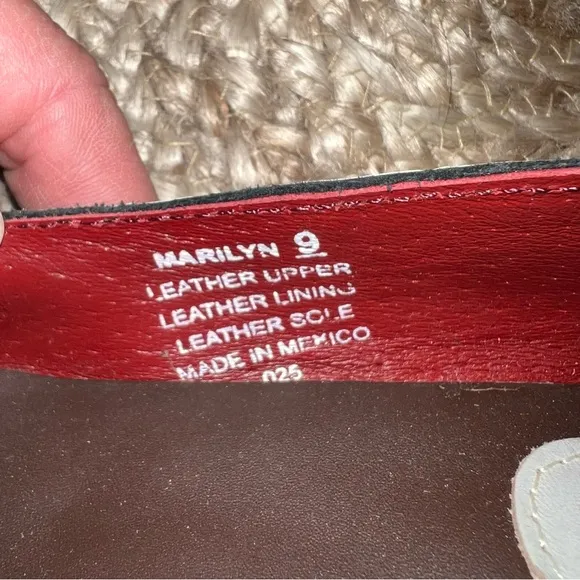 MARILYN 9
LEATHER UPPER
LEATHER LINING
LEATHER SOLE
MADE IN MEXICO
025